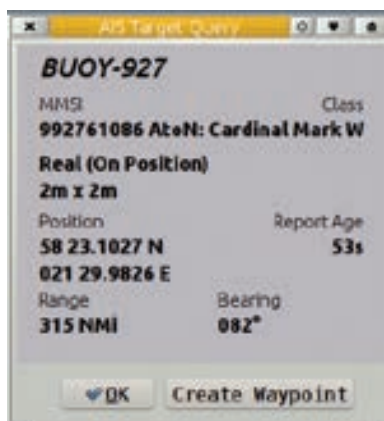 AIS Target Query
BUOY-927
MMSI Class
992761086 AtoN: Cardinal Mark W
Real (On Position)
2m x 2m
Position Report Age
58 23.1027 N 53s
021 29.9826 E
Range Bearing
315 NMi 082°
OK Create Waypoint